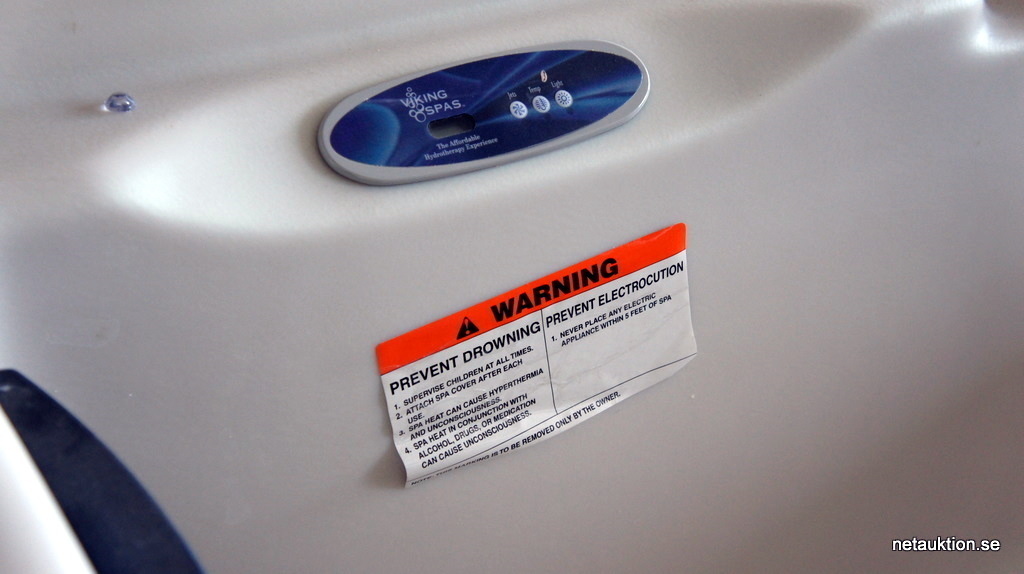 VIKING
SPAS
The Affordable
Hydrotherapy Experience
Jets Temp Light
WARNING
PREVENT DROWNING
1. SUPERVISE CHILDREN AT ALL TIMES.
2. ATTACH SPA COVER AFTER EACH
USE.
3. SPA HEAT CAN CAUSE HYPERTHERMIA
AND UNCONSCIOUSNESS.
4. SPA HEAT IN CONJUNCTION WITH
ALCOHOL, DRUGS, OR MEDICATION
CAN CAUSE UNCONSCIOUSNESS.
PREVENT ELECTROCUTION
1. NEVER PLACE ANY ELECTRIC
APPLIANCE WITHIN 5 FEET OF SPA
NOTE: THIS MARKING IS TO BE REMOVED ONLY BY THE OWNER.
netauktion.se